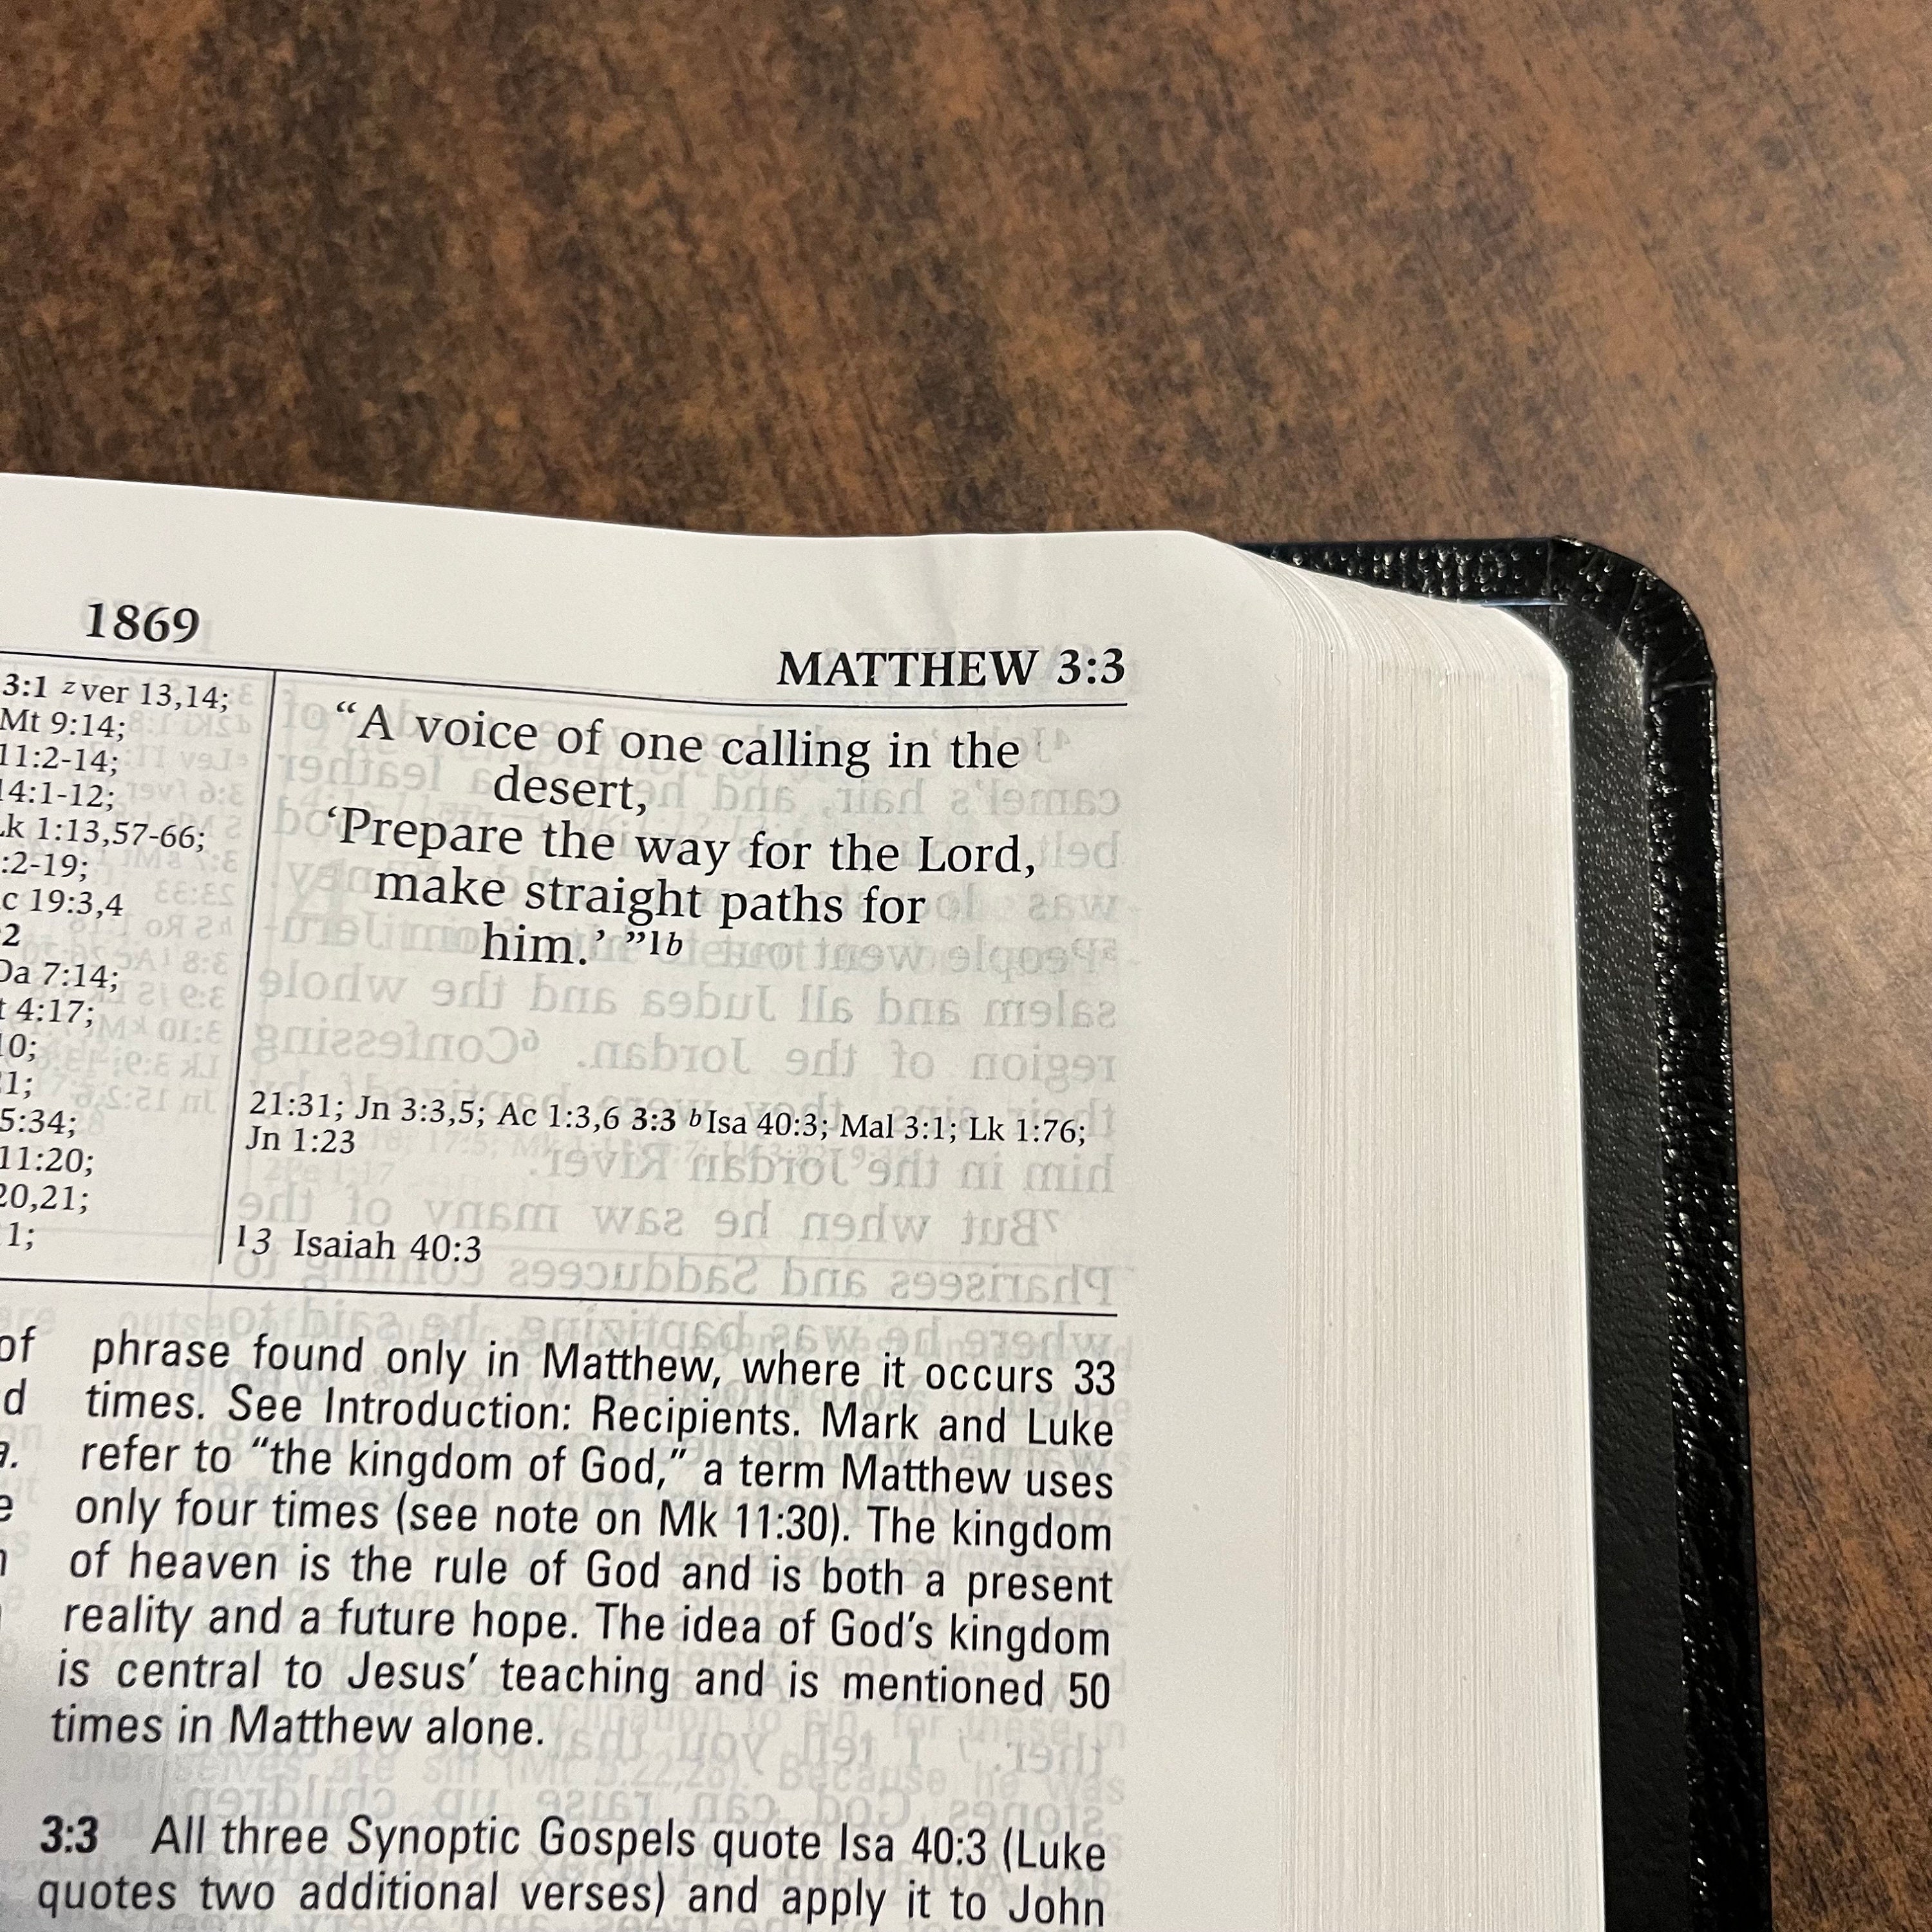 1869
MATTHEW 3:3
3:1 z ver 13,14;
Mt 9:14;
11:2-14;
14:1-12;
Lk 1:13,57-66;
:2-19;
c 19:3,4
2
Da 7:14;
t 4:17;
10;
1;
5:34;
11:20;
20,21;
1;
“A voice of one calling in the
desert,
‘Prepare the way for the Lord,
make straight paths for
him.’ ”1b
21:31; Jn 3:3,5; Ac 1:3,6 3:3 b Isa 40:3; Mal 3:1; Lk 1:76;
Jn 1:23
13 Isaiah 40:3
of
d
a.
e
phrase found only in Matthew, where it occurs 33
times. See Introduction: Recipients. Mark and Luke
refer to “the kingdom of God,” a term Matthew uses
only four times (see note on Mk 11:30). The kingdom
of heaven is the rule of God and is both a present
reality and a future hope. The idea of God’s kingdom
is central to Jesus’ teaching and is mentioned 50
times in Matthew alone.
3:3 All three Synoptic Gospels quote Isa 40:3 (Luke
quotes two additional verses) and apply it to John